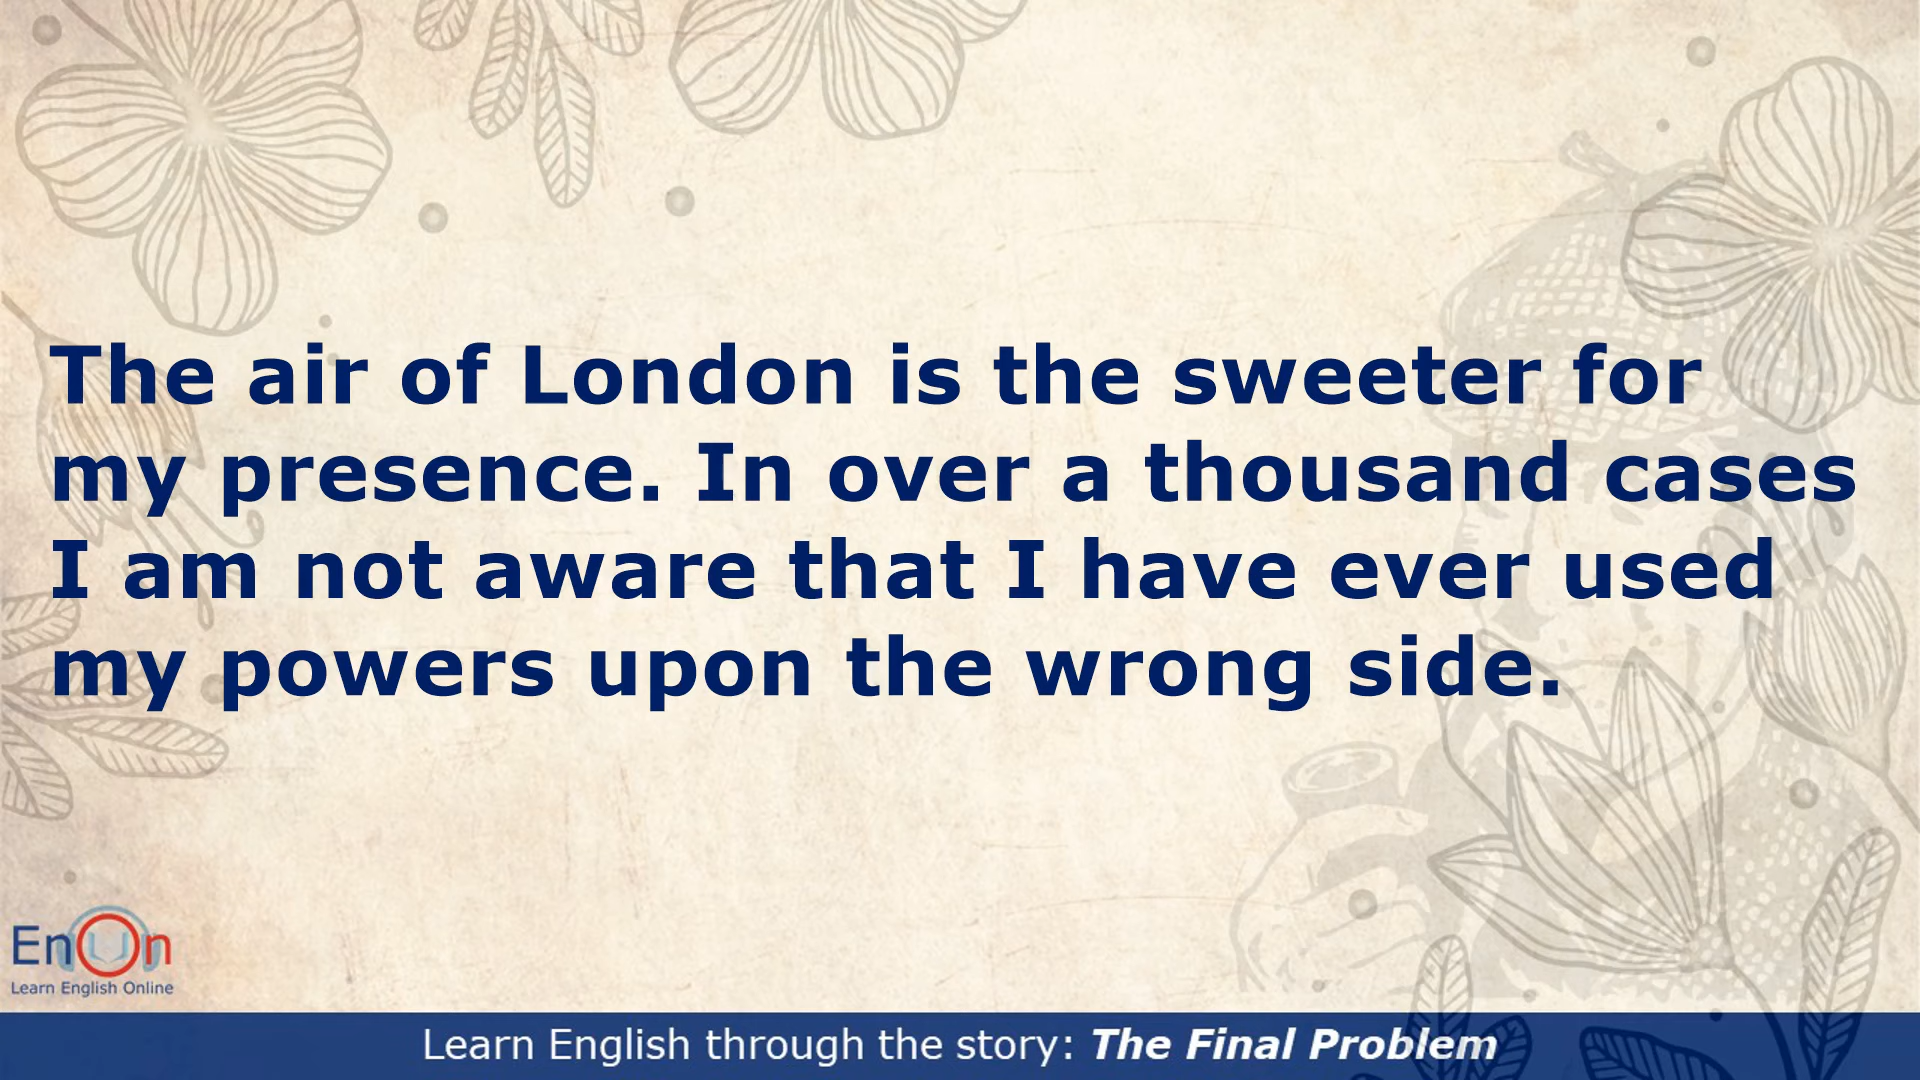 The air of London is the sweeter for
my presence. In over a thousand cases
I am not aware that I have ever used
my powers upon the wrong side.
EnOn
Learn English Online
Learn English through the story: The Final Problem